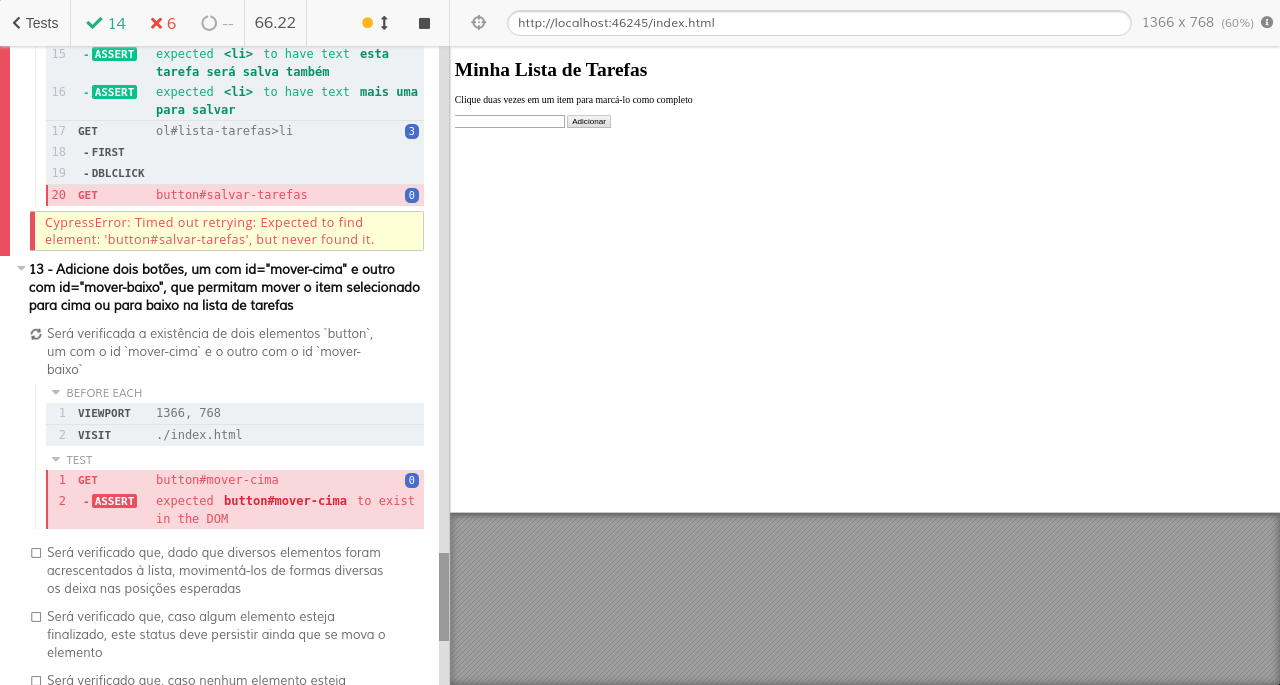 Tests
14
6
--
66.22
http://localhost:46245/index.html
1366 x 768 (60%)
15 - ASSERT expected <li> to have text esta
tarefa será salva também
16 - ASSERT expected <li> to have text mais uma
para salvar
17 GET ol#lista-tarefas>li 3
18 - FIRST
19 - DBLCLICK
20 GET button#salvar-tarefas 0
CypressError: Timed out retrying: Expected to find
element: 'button#salvar-tarefas', but never found it.
13 - Adicione dois botões, um com id="mover-cima" e outro
com id="mover-baixo", que permitam mover o item selecionado
para cima ou para baixo na lista de tarefas
Será verificada a existência de dois elementos `button`,
um com o id `mover-cima` e o outro com o id `mover-
baixo`
BEFORE EACH
1 VIEWPORT 1366, 768
2 VISIT ./index.html
TEST
1 GET button#mover-cima 0
2 - ASSERT expected button#mover-cima to exist
in the DOM
Será verificado que, dado que diversos elementos foram
acrescentados à lista, movimentá-los de formas diversas
os deixa nas posições esperadas
Será verificado que, caso algum elemento esteja
finalizado, este status deve persistir ainda que se mova o
elemento
Será verificado que, caso nenhum elemento esteja
Minha Lista de Tarefas
Clique duas vezes em um item para marcá-lo como completo
Adicionar